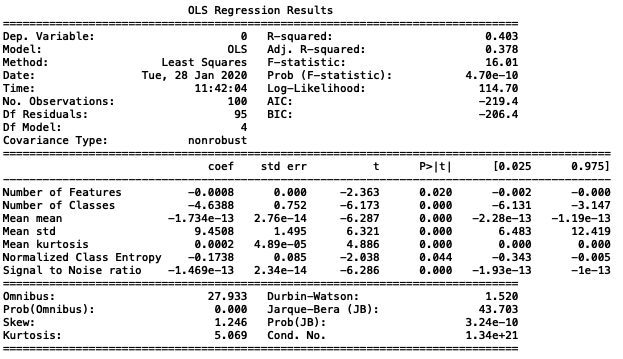 OLS Regression Results
==============================================================================
Dep. Variable: 0 R-squared: 0.403
Model: OLS Adj. R-squared: 0.378
Method: Least Squares F-statistic: 16.01
Date: Tue, 28 Jan 2020 Prob (F-statistic): 4.70e-10
Time: 11:42:04 Log-Likelihood: 114.70
No. Observations: 100 AIC: -219.4
Df Residuals: 95 BIC: -206.4
Df Model: 4
Covariance Type: nonrobust
==============================================================================
coef std err t P>|t| [0.025 0.975]
------------------------------------------------------------------------------
Number of Features -0.0008 0.000 -2.363 0.020 -0.002 -0.000
Number of Classes -4.6388 0.752 -6.173 0.000 -6.131 -3.147
Mean mean -1.734e-13 2.76e-14 -6.287 0.000 -2.28e-13 -1.19e-13
Mean std 9.4508 1.495 6.321 0.000 6.483 12.419
Mean kurtosis 0.0002 4.89e-05 4.886 0.000 0.000 0.000
Normalized Class Entropy -0.1738 0.085 -2.038 0.044 -0.343 -0.005
Signal to Noise ratio -1.469e-13 2.34e-14 -6.286 0.000 -1.93e-13 -1e-13
==============================================================================
Omnibus: 27.933 Durbin-Watson: 1.520
Prob(Omnibus): 0.000 Jarque-Bera (JB): 43.703
Skew: 1.246 Prob(JB): 3.24e-10
Kurtosis: 5.069 Cond. No. 1.34e+21
==============================================================================